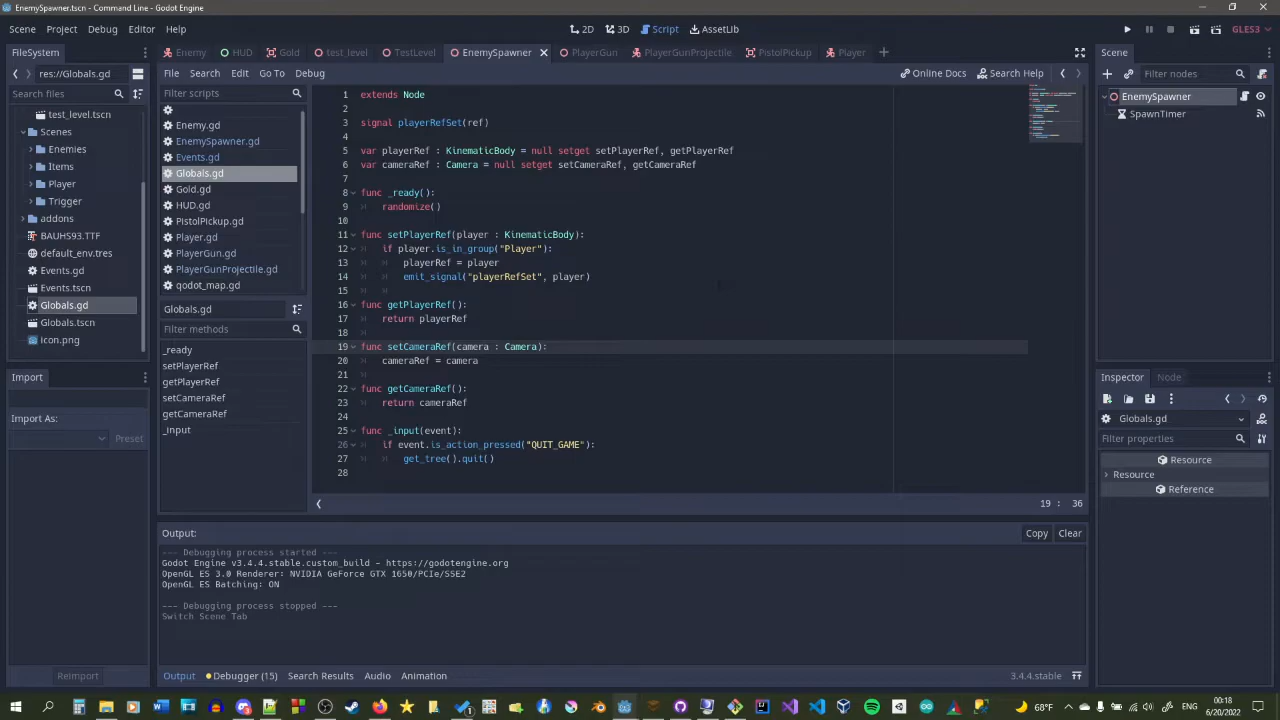 EnemySpawner.tscn - Command Line - Godot Engine
Scene Project Debug Editor Help
2D 3D Script AssetLib
GLES3
FileSystem
Enemy HUD Gold test_level TestLevel EnemySpawner PlayerGun PlayerGunProjectile PistolPickup Player
Scene
res://Globals.gd
File Search Edit Go To Debug
Online Docs Search Help
Filter nodes
Search files
Filter scripts
test_level.tscn
Scenes
Enemies
Items
Player
Trigger
addons
BAUHS93.TTF
default_env.tres
Events.gd
Events.tscn
Globals.gd
Globals.tscn
icon.png
Enemy.gd
EnemySpawner.gd
Events.gd
Globals.gd
Gold.gd
HUD.gd
PistolPickup.gd
Player.gd
PlayerGun.gd
PlayerGunProjectile.gd
qodot_map.gd
Globals.gd
Filter methods
_ready
setPlayerRef
getPlayerRef
setCameraRef
getCameraRef
_input
1 extends Node
2
3 signal playerRefSet(ref)
4
5 var playerRef : KinematicBody = null setget setPlayerRef, getPlayerRef
6 var cameraRef : Camera = null setget setCameraRef, getCameraRef
7
8 func _ready():
9 randomize()
10
11 func setPlayerRef(player : KinematicBody):
12 if player.is_in_group("Player"):
13 playerRef = player
14 emit_signal("playerRefSet", player)
15
16 func getPlayerRef():
17 return playerRef
18
19 func setCameraRef(camera : Camera):
20 cameraRef = camera
21
22 func getCameraRef():
23 return cameraRef
24
25 func _input(event):
26 if event.is_action_pressed("QUIT_GAME"):
27 get_tree().quit()
28
19 : 36
EnemySpawner
SpawnTimer
Import
Import As:
Preset
Reimport
Inspector Node
Globals.gd
Filter properties
Resource
Resource
Reference
Output:
Copy Clear
--- Debugging process started ---
Godot Engine v3.4.4.stable.custom_build - https://godotengine.org
OpenGL ES 3.0 Renderer: NVIDIA GeForce GTX 1650/PCIe/SSE2
OpenGL ES Batching: ON
--- Debugging process stopped ---
Switch Scene Tab
Output Debugger (15) Search Results Audio Animation
3.4.4.stable
68°F
00:18
6/20/2022